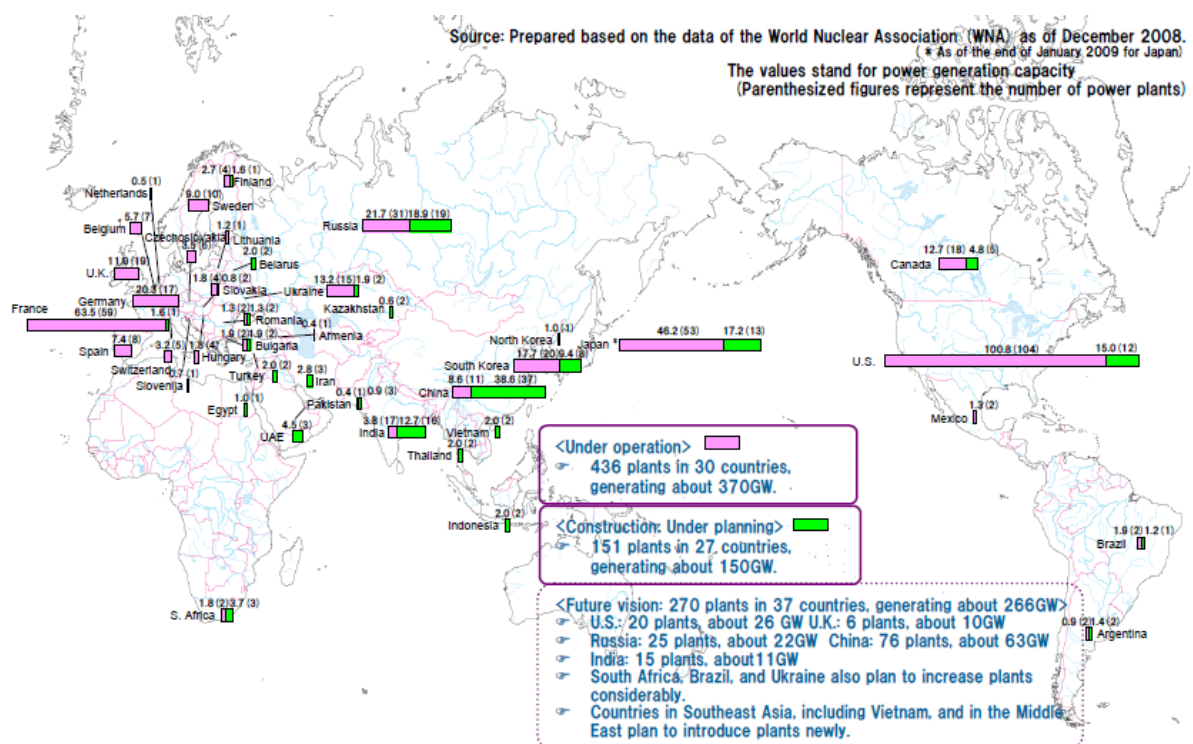 Source: Prepared based on the data of the World Nuclear Association (WNA) as of December 2008.
( * As of the end of January 2009 for Japan)
The values stand for power generation capacity
(Parenthesized figures represent the number of power plants)
2.7 (4) 1.6 (1)
Finland
0.5 (1)
Netherlands
9.0 (10)
Sweden
5.7 (7)
Belgium
Czechoslovakia
3.5 (6)
1.2 (1)
Lithuania
21.7 (31) 18.9 (19)
Russia
2.0 (2)
Belarus
11.9 (19)
U.K.
1.8 (4) 0.8 (2)
Slovakia
13.2 (15) 1.9 (2)
Ukraine
20.3 (17)
Germany
0.6 (2)
Kazakhstan
12.7 (18) 4.8 (5)
Canada
France
63.5 (59) 1.6 (1)
1.3 (2) 1.3 (2)
Romania
0.4 (1)
Armenia
1.9 (2) 1.9 (2)
Bulgaria
1.0 (1)
North Korea
46.2 (53) 17.2 (13)
Japan *
7.4 (8)
Spain
3.2 (5)
Switzerland
1.8 (4)
Hungary
17.7 (20) 9.4 (8)
South Korea
100.8 (104) 15.0 (12)
U.S.
0.7 (1)
Slovenija
2.0 (2)
Turkey
2.8 (3)
Iran
8.6 (11) 38.6 (37)
China
1.0 (1)
Egypt
0.4 (1) 0.9 (3)
Pakistan
1.3 (2)
Mexico
4.5 (3)
UAE
3.8 (17) 12.7 (16)
India
2.0 (2)
Vietnam
2.0 (2)
Thailand
2.0 (2)
Indonesia
1.9 (2) 1.2 (1)
Brazil
1.8 (2) 3.7 (3)
S. Africa
0.9 (2) 1.4 (2)
Argentina
<Under operation>
☞ 436 plants in 30 countries,
generating about 370GW.
<Construction: Under planning>
☞ 151 plants in 27 countries,
generating about 150GW.
<Future vision: 270 plants in 37 countries, generating about 266GW>
☞ U.S.: 20 plants, about 26 GW U.K.: 6 plants, about 10GW
☞ Russia: 25 plants, about 22GW China: 76 plants, about 63GW
☞ India: 15 plants, about11GW
☞ South Africa, Brazil, and Ukraine also plan to increase plants
considerably.
☞ Countries in Southeast Asia, including Vietnam, and in the Middle
East plan to introduce plants newly.